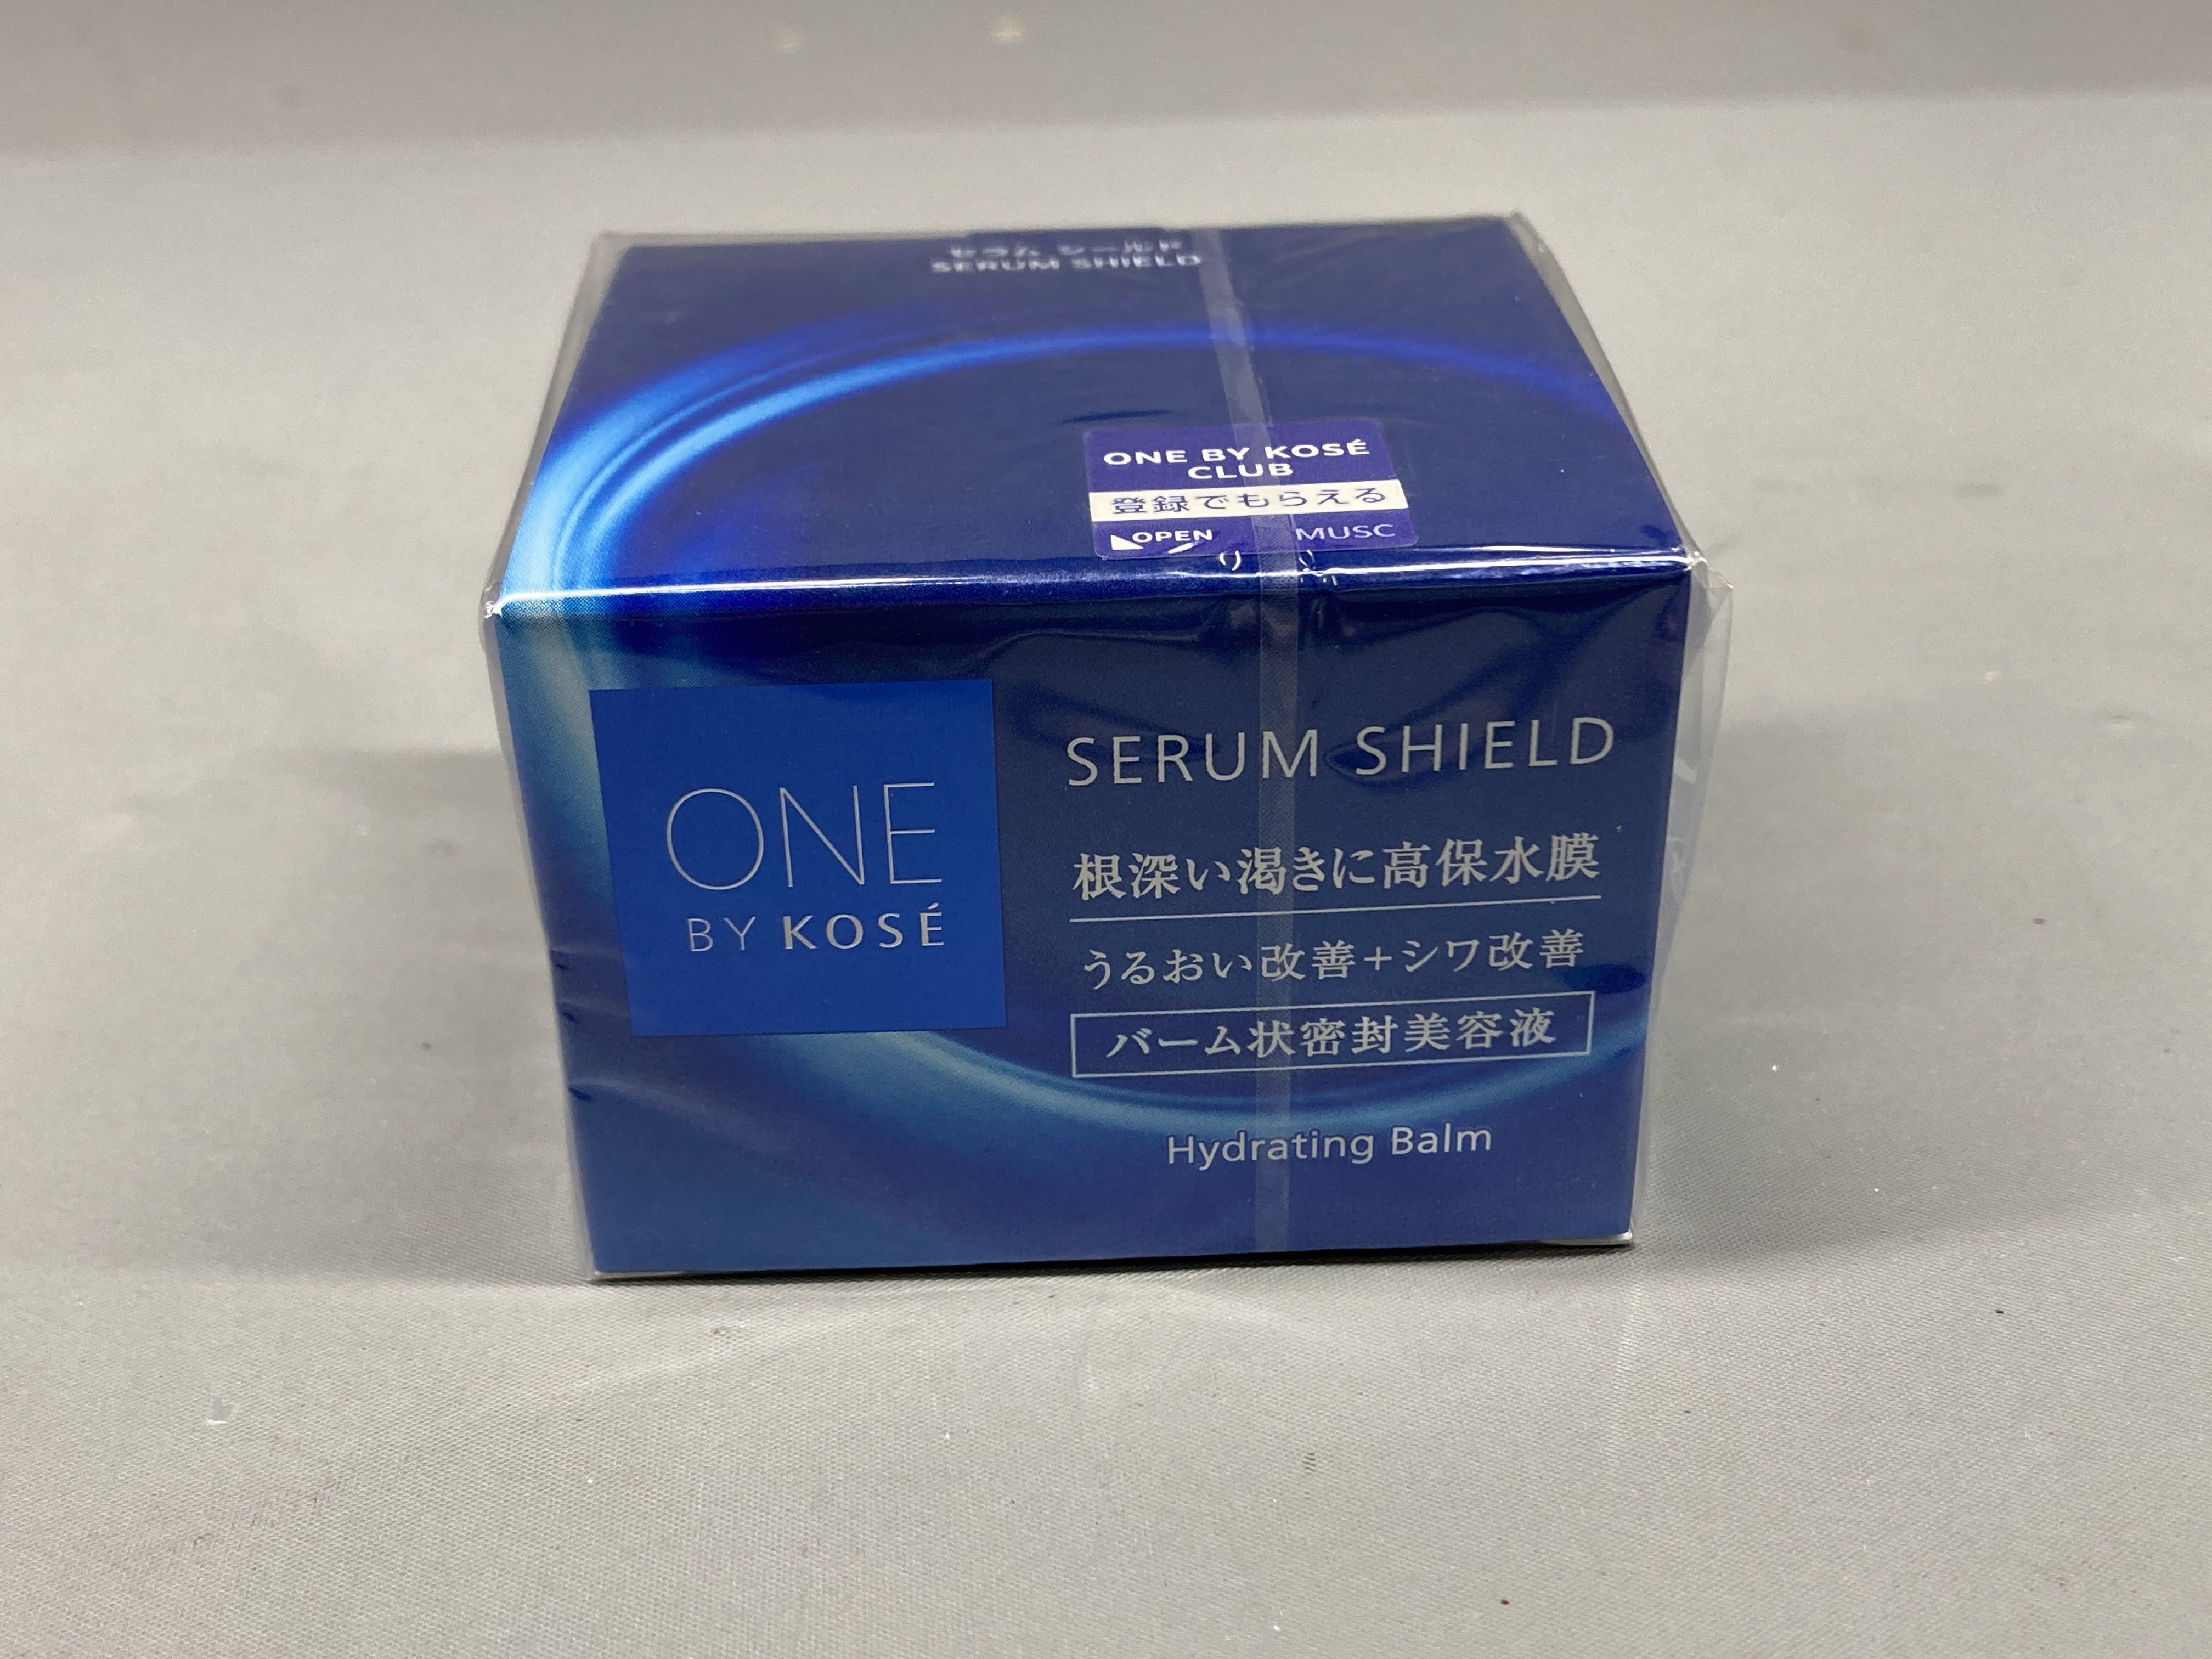 セラム シールド
SERUM SHIELD
ONE BY KOSÉ
CLUB
登録でもらえる
OPEN MUSC
ONE
BY KOSÉ
SERUM SHIELD
根深い渇きに高保水膜
うるおい改善+シワ改善
バーム状密封美容液
Hydrating Balm